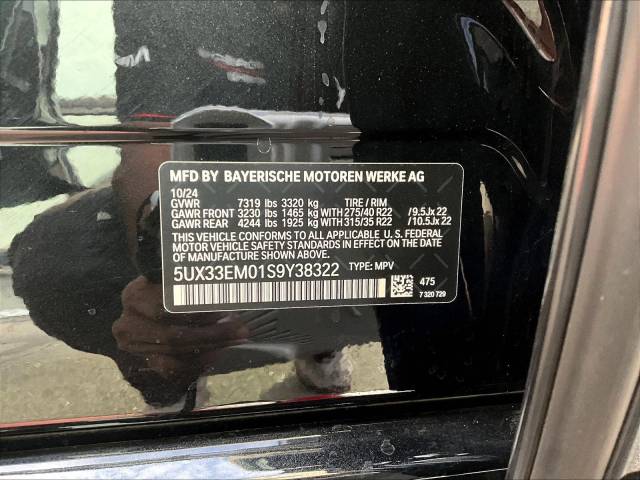 MFD BY BAYERISCHE MOTOREN WERKE AG
10/24
GVWR 7319 lbs 3320 kg TIRE / RIM
GAWR FRONT 3230 lbs 1465 kg WITH 275/40 R22 /9.5Jx 22
GAWR REAR 4244 lbs 1925 kg WITH 315/35 R22 /10.5Jx 22
THIS VEHICLE CONFORMS TO ALL APPLICABLE U. S. FEDERAL
MOTOR VEHICLE SAFETY STANDARDS IN EFFECT ON THE DATE
OF MANUFACTURE SHOWN ABOVE.
5UX33EM01S9Y38322 TYPE: MPV
475
7 320 729